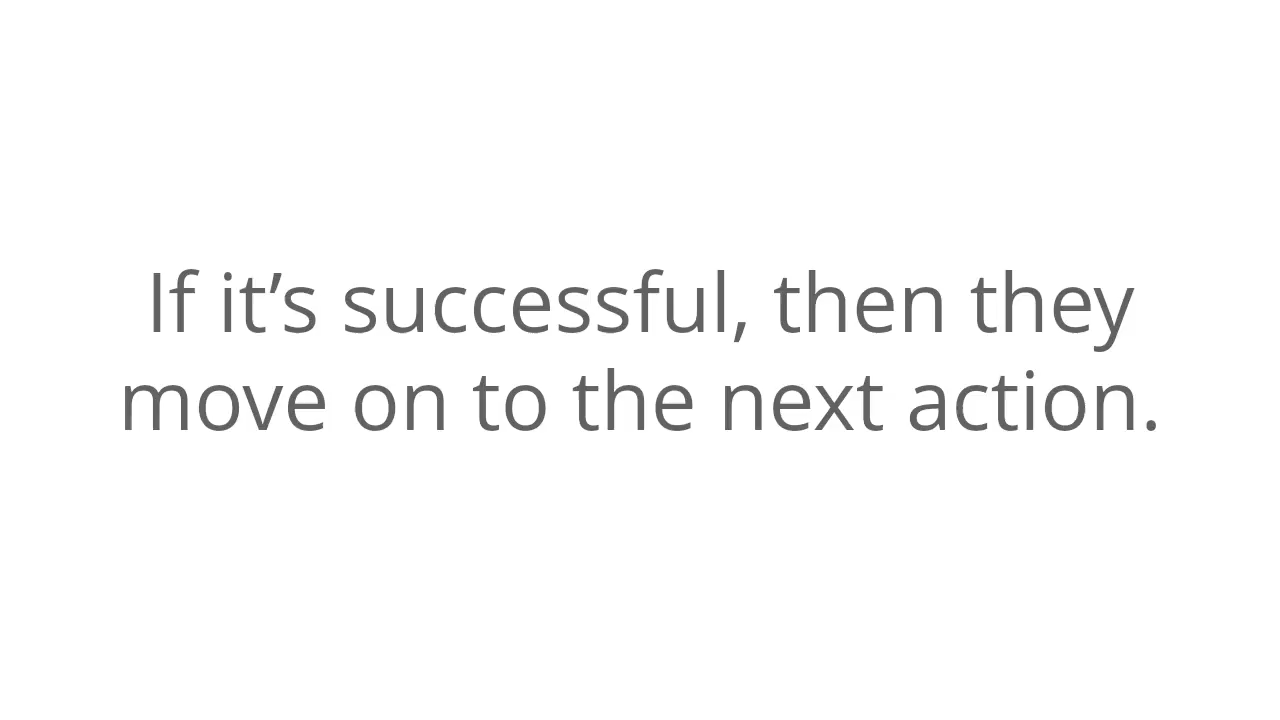 If it’s successful, then they
move on to the next action.